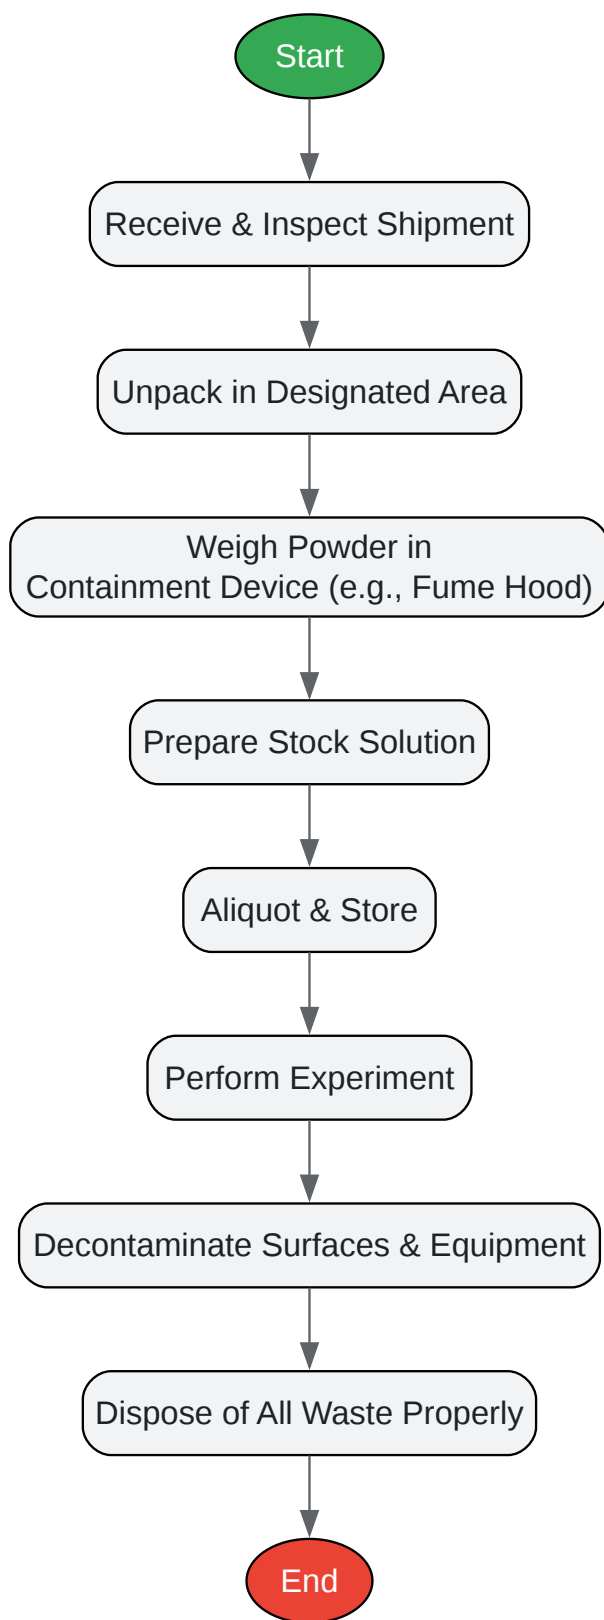 Start
Receive & Inspect Shipment
Unpack in Designated Area
Weigh Powder in
Containment Device (e.g., Fume Hood)
Prepare Stock Solution
Aliquot & Store
Perform Experiment
Decontaminate Surfaces & Equipment
Dispose of All Waste Properly
End